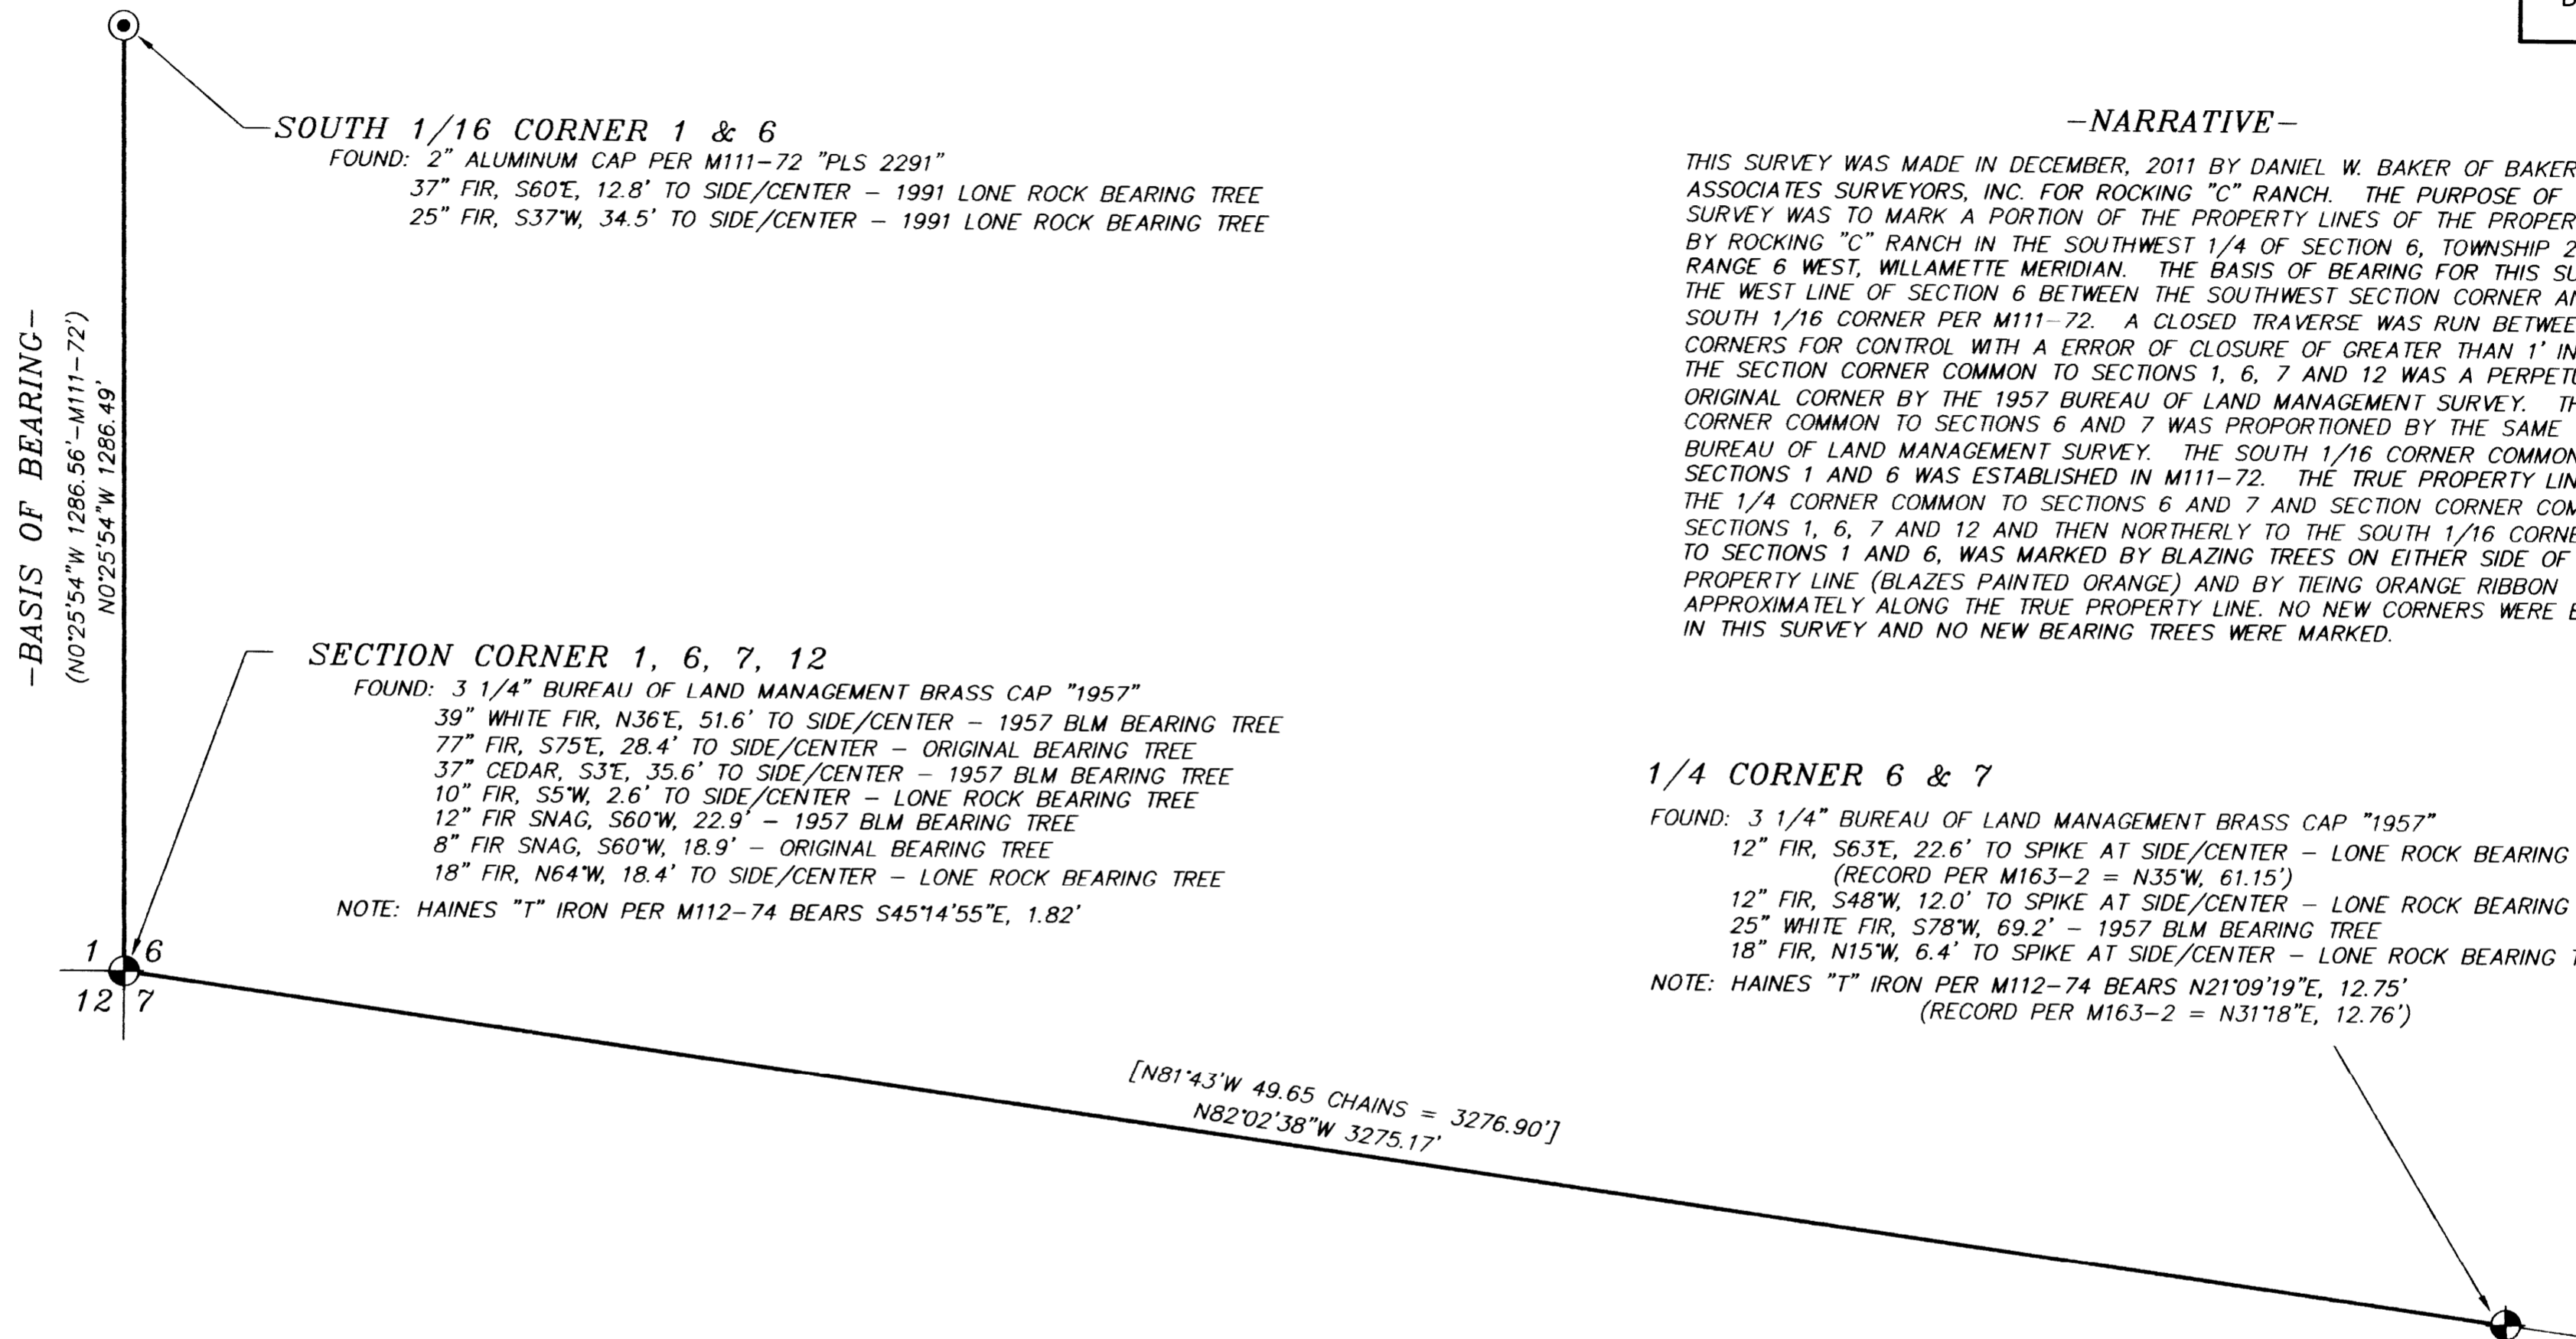 SOUTH 1/16 CORNER 1 & 6
FOUND: 2" ALUMINUM CAP PER M111-72 "PLS 2291"
37" FIR, S60°E, 12.8' TO SIDE/CENTER - 1991 LONE ROCK BEARING TREE
25" FIR, S37°W, 34.5' TO SIDE/CENTER - 1991 LONE ROCK BEARING TREE
-BASIS OF BEARING-
(N0°25'54"W 1286.56'-M111-72')
N0°25'54"W 1286.49'
SECTION CORNER 1, 6, 7, 12
FOUND: 3 1/4" BUREAU OF LAND MANAGEMENT BRASS CAP "1957"
39" WHITE FIR, N36°E, 51.6' TO SIDE/CENTER - 1957 BLM BEARING TREE
77" FIR, S75°E, 28.4' TO SIDE/CENTER - ORIGINAL BEARING TREE
37" CEDAR, S3°E, 35.6' TO SIDE/CENTER - 1957 BLM BEARING TREE
10" FIR, S5°W, 2.6' TO SIDE/CENTER - LONE ROCK BEARING TREE
12" FIR SNAG, S60°W, 22.9' - 1957 BLM BEARING TREE
8" FIR SNAG, S60°W, 18.9' - ORIGINAL BEARING TREE
18" FIR, N64°W, 18.4' TO SIDE/CENTER - LONE ROCK BEARING TREE
NOTE: HAINES "T" IRON PER M112-74 BEARS S45°14'55"E, 1.82'
1 6
12 7
[N81°43'W 49.65 CHAINS = 3276.90']
N82°02'38"W 3275.17'
-NARRATIVE-
THIS SURVEY WAS MADE IN DECEMBER, 2011 BY DANIEL W. BAKER OF BAKER
ASSOCIATES SURVEYORS, INC. FOR ROCKING "C" RANCH. THE PURPOSE OF
SURVEY WAS TO MARK A PORTION OF THE PROPERTY LINES OF THE PROPER
BY ROCKING "C" RANCH IN THE SOUTHWEST 1/4 OF SECTION 6, TOWNSHIP 2
RANGE 6 WEST, WILLAMETTE MERIDIAN. THE BASIS OF BEARING FOR THIS SU
THE WEST LINE OF SECTION 6 BETWEEN THE SOUTHWEST SECTION CORNER AN
SOUTH 1/16 CORNER PER M111-72. A CLOSED TRAVERSE WAS RUN BETWEE
CORNERS FOR CONTROL WITH A ERROR OF CLOSURE OF GREATER THAN 1' IN
THE SECTION CORNER COMMON TO SECTIONS 1, 6, 7 AND 12 WAS A PERPETU
ORIGINAL CORNER BY THE 1957 BUREAU OF LAND MANAGEMENT SURVEY. TH
CORNER COMMON TO SECTIONS 6 AND 7 WAS PROPORTIONED BY THE SAME
BUREAU OF LAND MANAGEMENT SURVEY. THE SOUTH 1/16 CORNER COMMON
SECTIONS 1 AND 6 WAS ESTABLISHED IN M111-72. THE TRUE PROPERTY LIN
THE 1/4 CORNER COMMON TO SECTIONS 6 AND 7 AND SECTION CORNER COM
SECTIONS 1, 6, 7 AND 12 AND THEN NORTHERLY TO THE SOUTH 1/16 CORNE
TO SECTIONS 1 AND 6, WAS MARKED BY BLAZING TREES ON EITHER SIDE OF
PROPERTY LINE (BLAZES PAINTED ORANGE) AND BY TIEING ORANGE RIBBON
APPROXIMATELY ALONG THE TRUE PROPERTY LINE. NO NEW CORNERS WERE E
IN THIS SURVEY AND NO NEW BEARING TREES WERE MARKED.
1/4 CORNER 6 & 7
FOUND: 3 1/4" BUREAU OF LAND MANAGEMENT BRASS CAP "1957"
12" FIR, S63°E, 22.6' TO SPIKE AT SIDE/CENTER - LONE ROCK BEARING
(RECORD PER M163-2 = N35°W, 61.15')
12" FIR, S48°W, 12.0' TO SPIKE AT SIDE/CENTER - LONE ROCK BEARING
25" WHITE FIR, S78°W, 69.2' - 1957 BLM BEARING TREE
18" FIR, N15°W, 6.4' TO SPIKE AT SIDE/CENTER - LONE ROCK BEARING T
NOTE: HAINES "T" IRON PER M112-74 BEARS N21°09'19"E, 12.75'
(RECORD PER M163-2 = N31°18"E, 12.76')